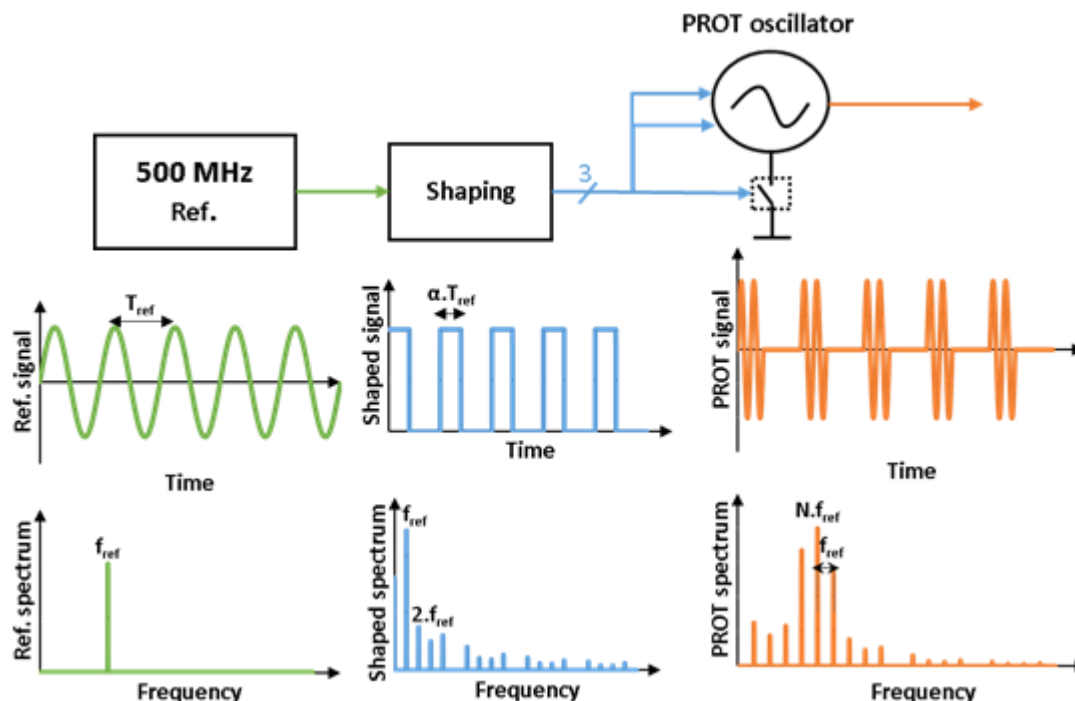 PROT oscillator
500 MHz
Ref.
Shaping
3
Ref. signal
Tref
Time
Shaped signal
α.Tref
Time
PROT signal
Time
Ref. spectrum
fref
Frequency
Shaped spectrum
fref
2.fref
Frequency
PROT spectrum
N.fref
fref
Frequency